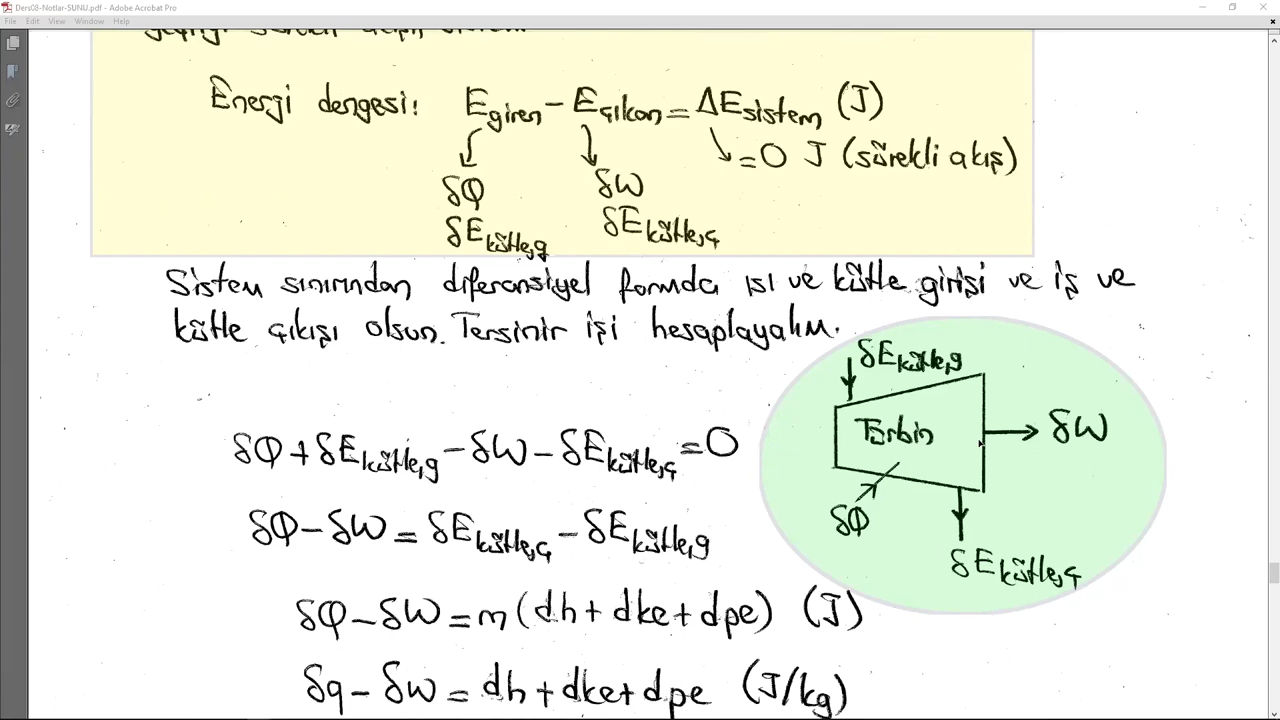 Ders08-Notlar-SUNU.pdf - Adobe Acrobat Pro
File Edit View Window Help
Enerji dengesi: Egiren - Eçıkan = ΔEsistem (J)
= 0 J (sürekli akış)
δQ δW
δEkütle,g δEkütle,ç
Sistem sınırından diferansiyel formda ısı ve kütle girişi ve iş ve
kütle çıkışı olsun. Tersinir işi hesaplayalım.
δEkütle,g
Türbin
δW
δQ
δEkütle,ç
δQ + δEkütle,g - δW - δEkütle,ç = 0
δQ - δW = δEkütle,ç - δEkütle,g
δQ - δW = m(dh + dke + dpe) (J)
δq - δw = dh + dke + dpe (J/kg)